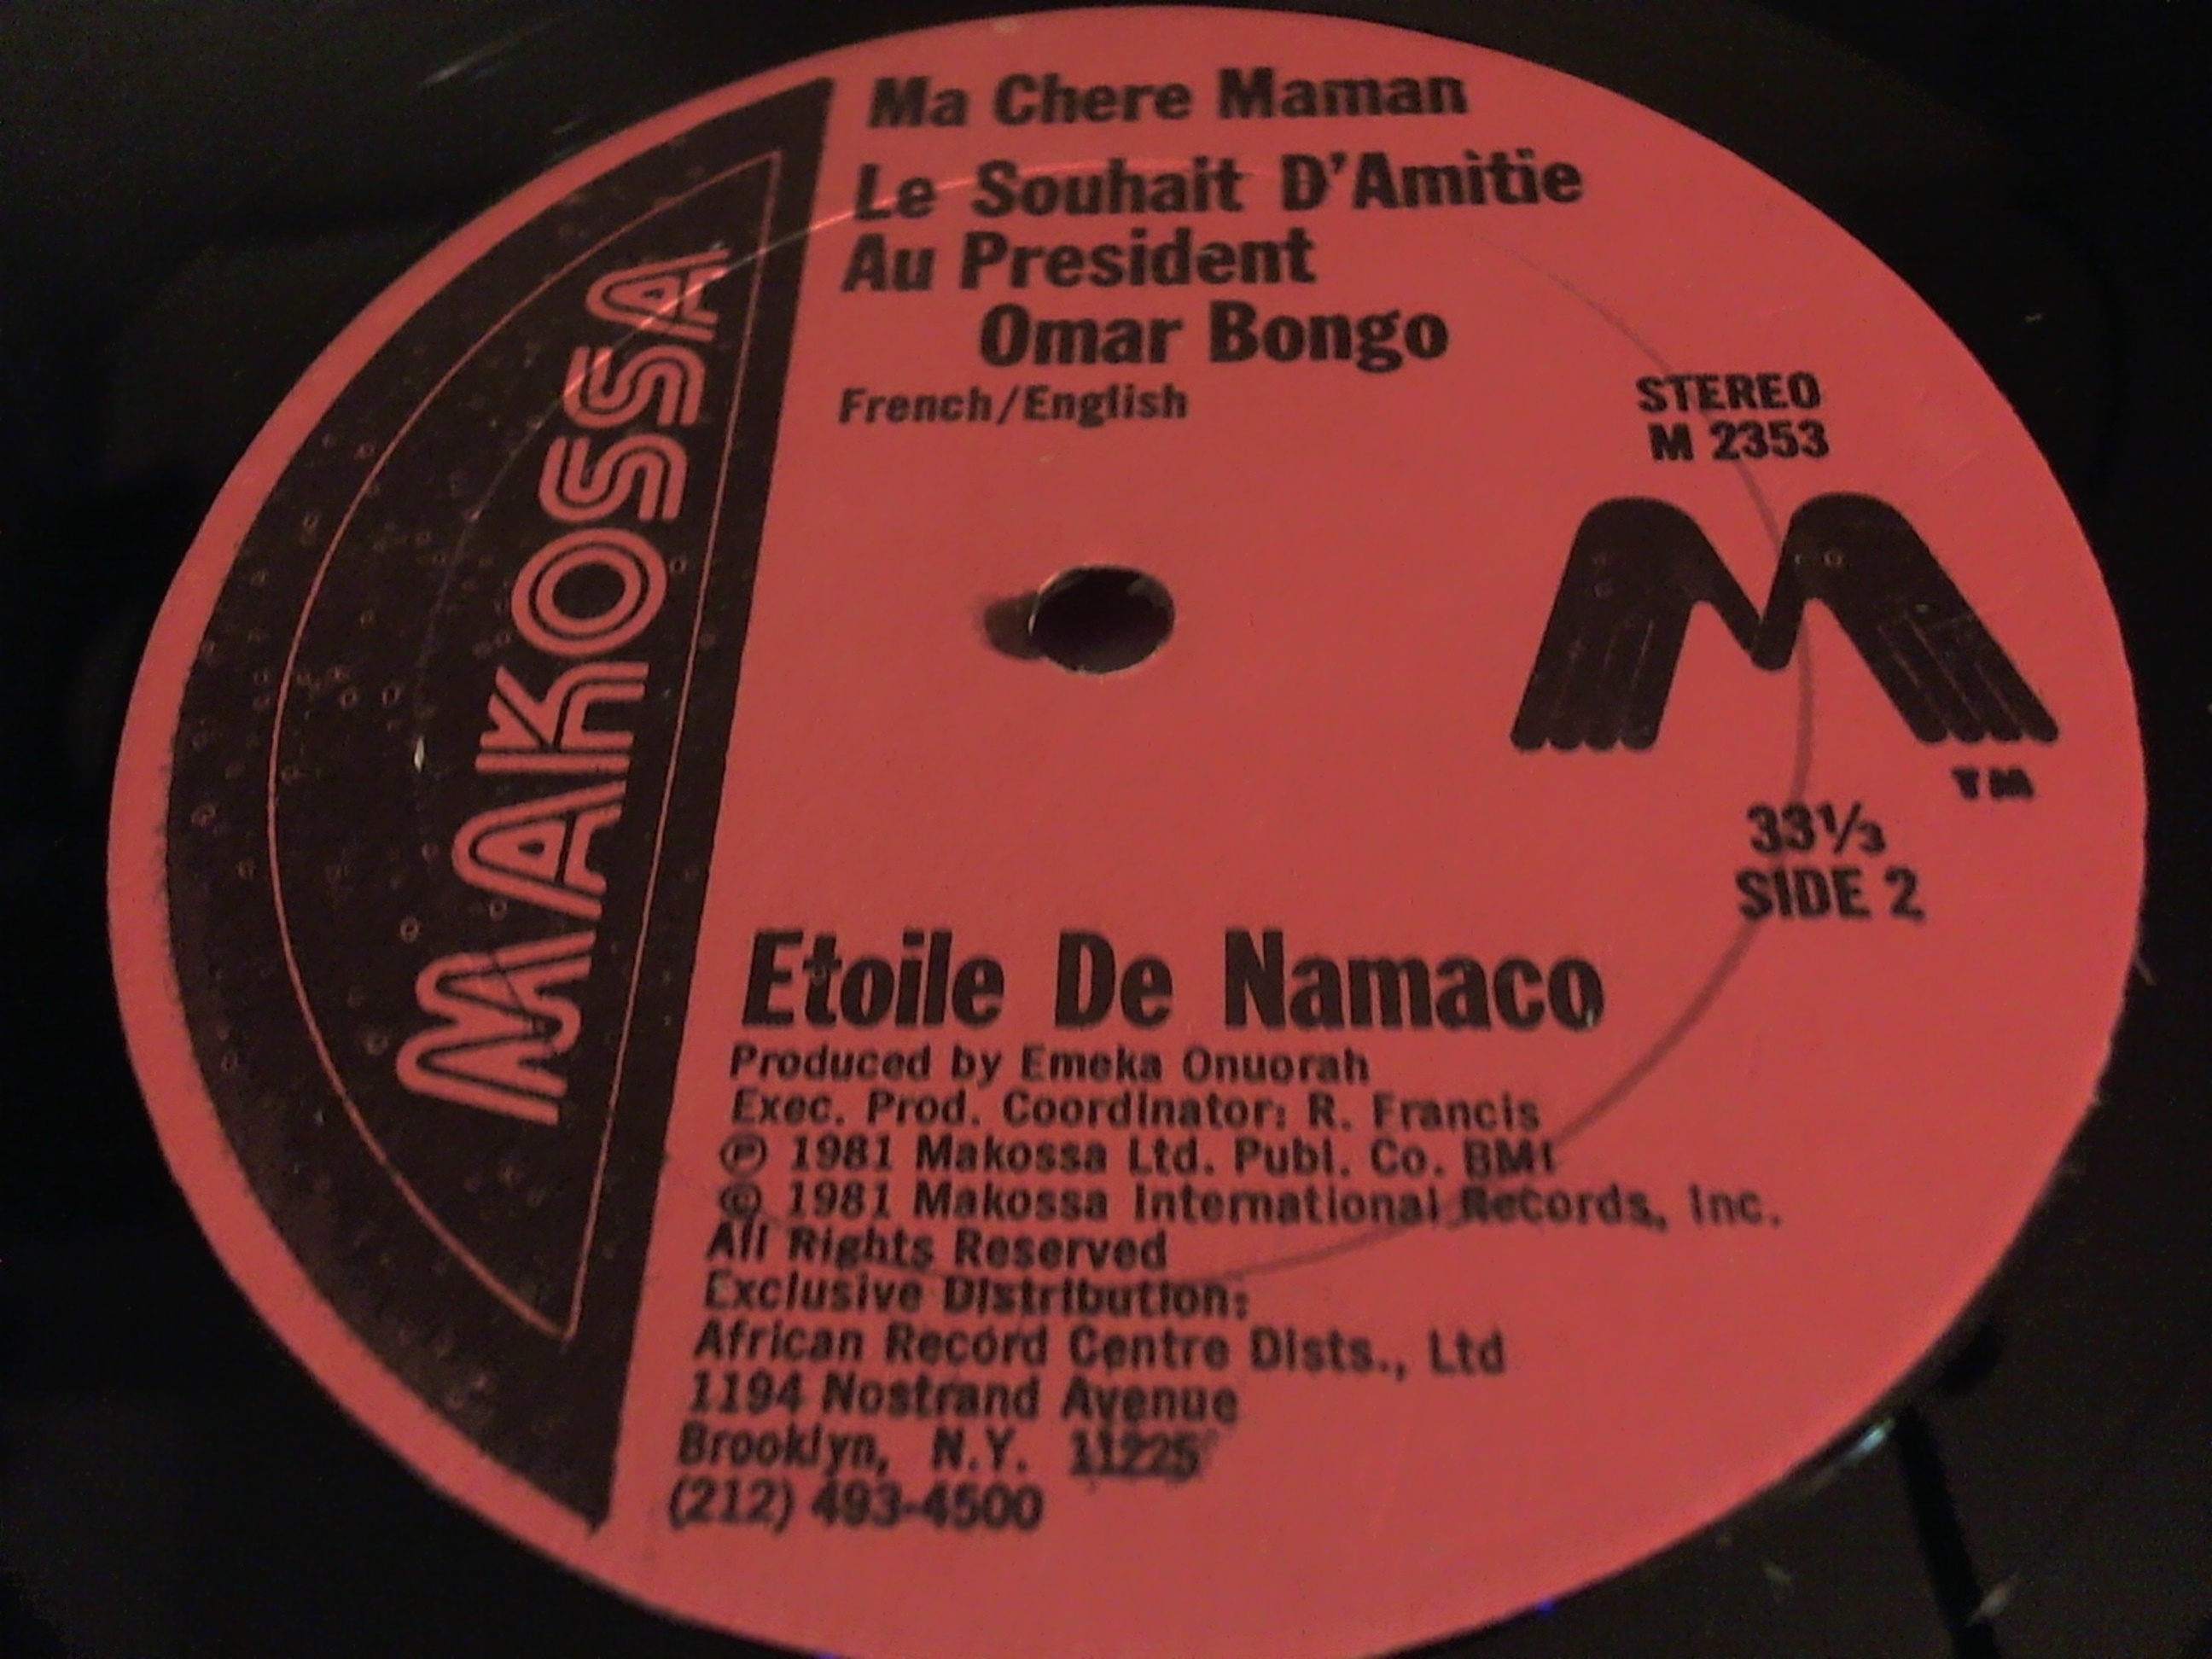 Ma Chere Maman
Le Souhait D'Amitïe
Au President
Omar Bongo
French/English
STEREO
M 2353
MAKOSSA
M
TM
33⅓
SIDE 2
Etoile De Namaco
Produced by Emeka Onuorah
Exec. Prod. Coordinator: R. Francis
℗ 1981 Makossa Ltd. Publ. Co. BMI
© 1981 Makossa International Records, Inc.
All Rights Reserved
Exclusive Distribution:
African Record Centre Dists., Ltd
1194 Nostrand Avenue
Brooklyn, N.Y. 11225
(212) 493-4500